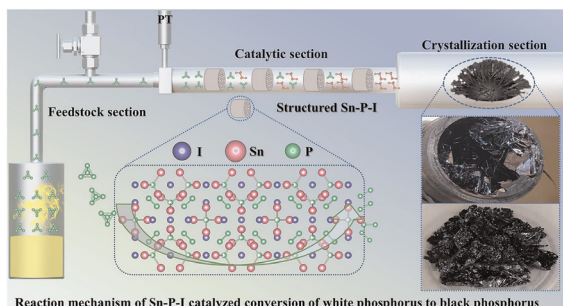 PT
Catalytic section
Crystallization section
Feedstock section
Structured Sn-P-I
I Sn P
Reaction mechanism of Sn-P-I catalyzed conversion of white phosphorus to black phosphorus